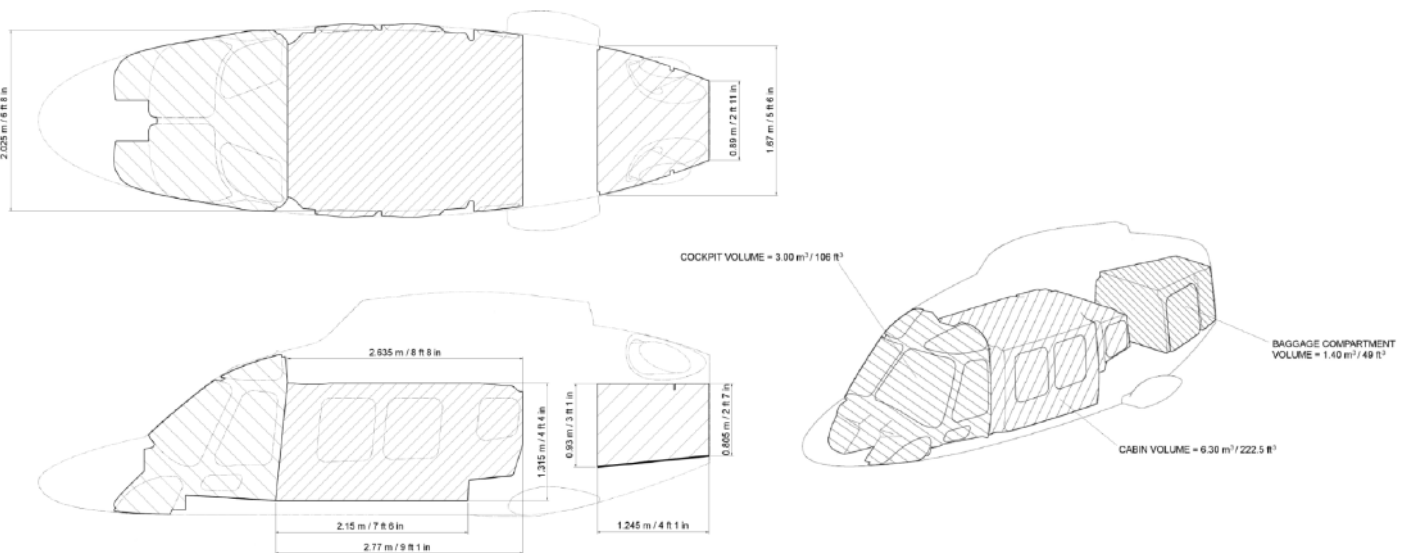 2.025 m / 6 ft 8 in
0.89 m / 2 ft 11 in
1.67 m / 5 ft 6 in
COCKPIT VOLUME = 3.00 m³ / 106 ft³
BAGGAGE COMPARTMENT
VOLUME = 1.40 m³ / 49 ft³
CABIN VOLUME = 6.30 m³ / 222.5 ft³
2.635 m / 8 ft 8 in
1.315 m / 4 ft 4 in
0.93 m / 3 ft 1 in
0.805 m / 2 ft 7 in
2.15 m / 7 ft 6 in
1.245 m / 4 ft 1 in
2.77 m / 9 ft 1 in